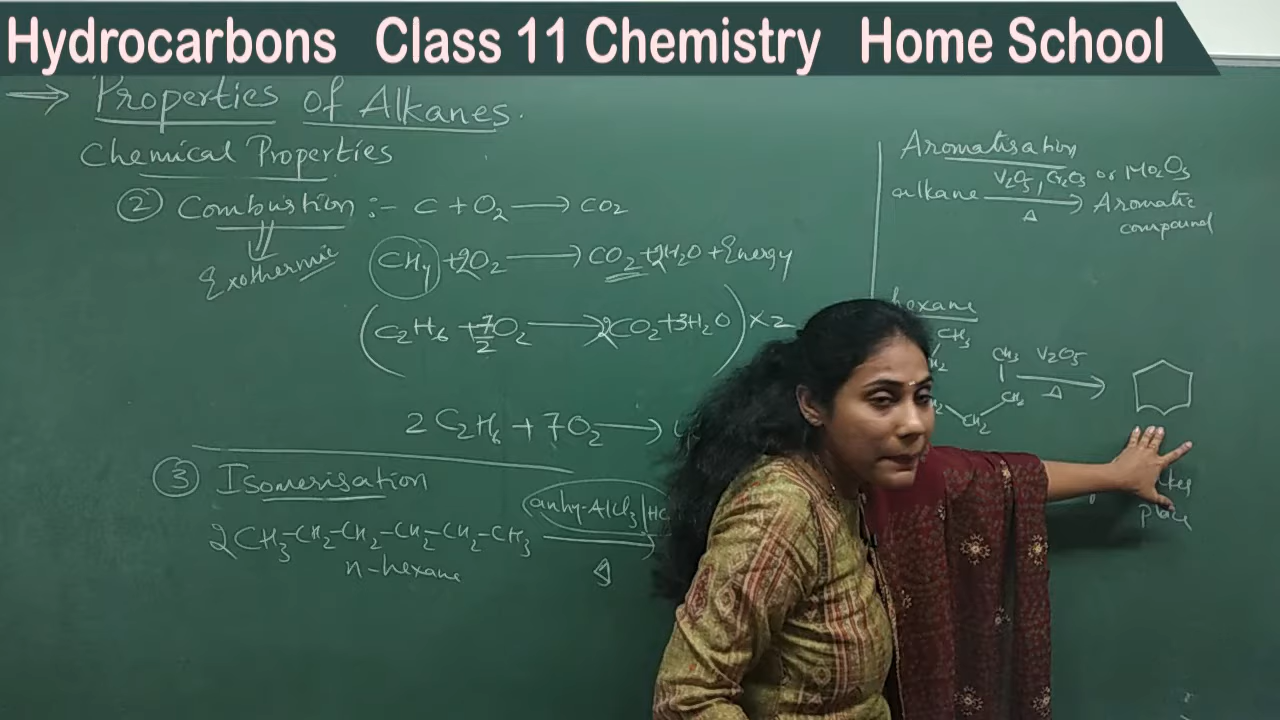 Hydrocarbons Class 11 Chemistry Home School
→ Properties of Alkanes.
Chemical Properties
② Combustion :- C + O₂ → CO₂
Exothermic
CH₄ + 2O₂ → CO₂ + 2H₂O + Energy
(C₂H₆ + 7/2 O₂ → 2CO₂ + 3H₂O) × 2
2C₂H₆ + 7O₂ →
③ Isomerisation
anhy-AlCl₃/HC
2CH₃-CH₂-CH₂-CH₂-CH₂-CH₃ →
Δ
n-hexane
Aromatisation
V₂O₅, Cr₂O₃ or Mo₂O₃
alkane → Aromatic
Δ
compound
hexane
CH₃
CH₃ V₂O₅
→
Δ
CH₂
CH₂
place